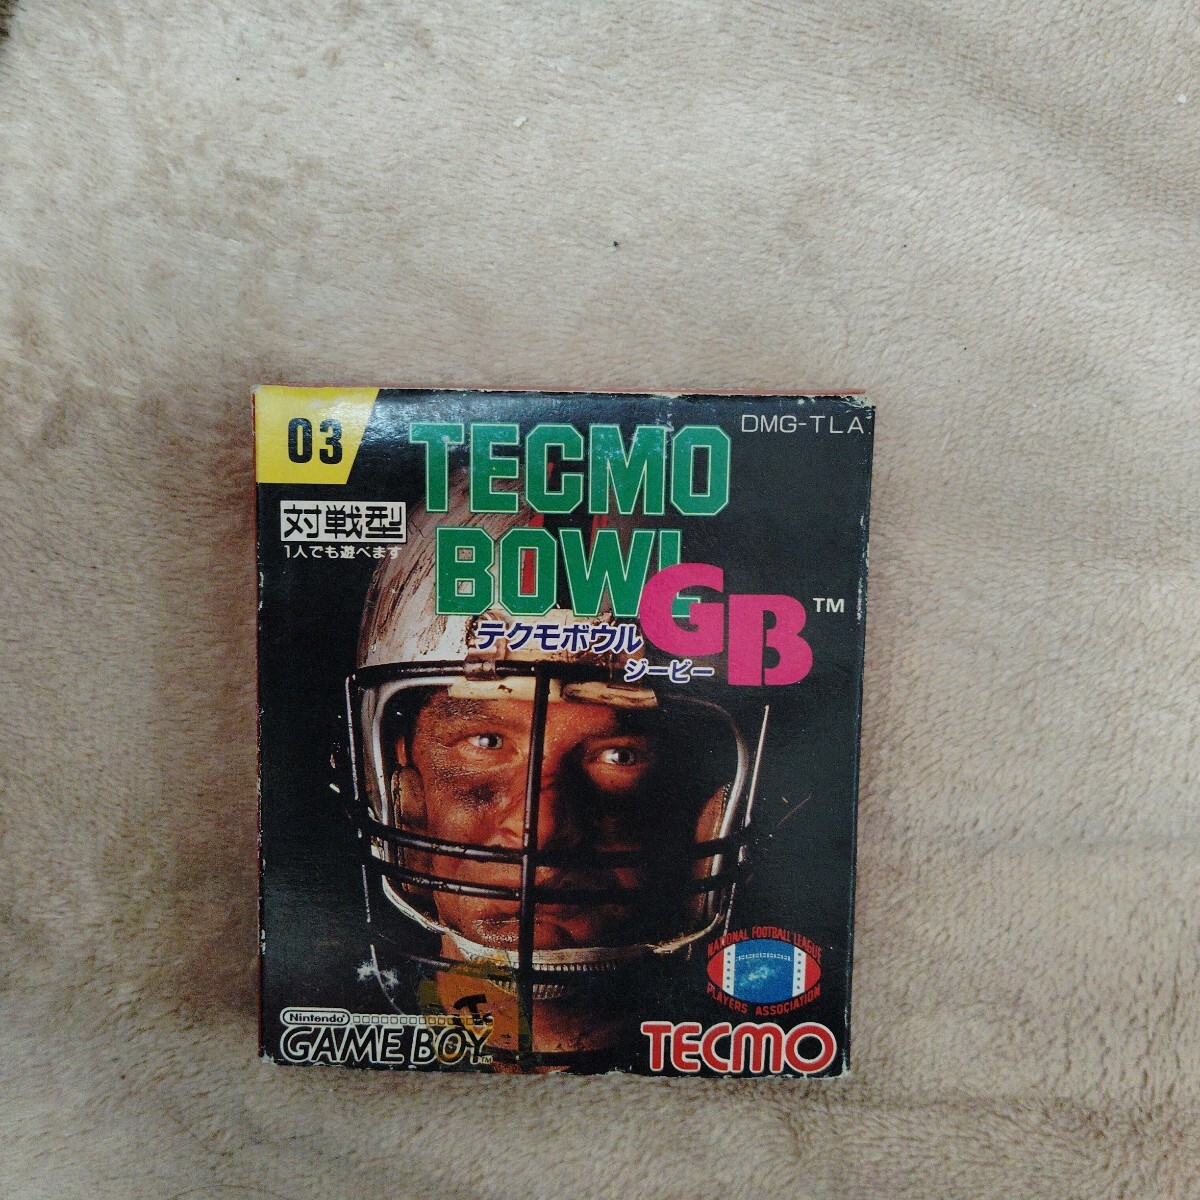 03
DMG-TLA
TECMO
BOWL
GB™
対戦型
1人でも遊べます
テクモボウル
ジービー
NATIONAL FOOTBALL LEAGUE
PLAYERS ASSOCIATION
Nintendo
GAME BOY™
TECMO